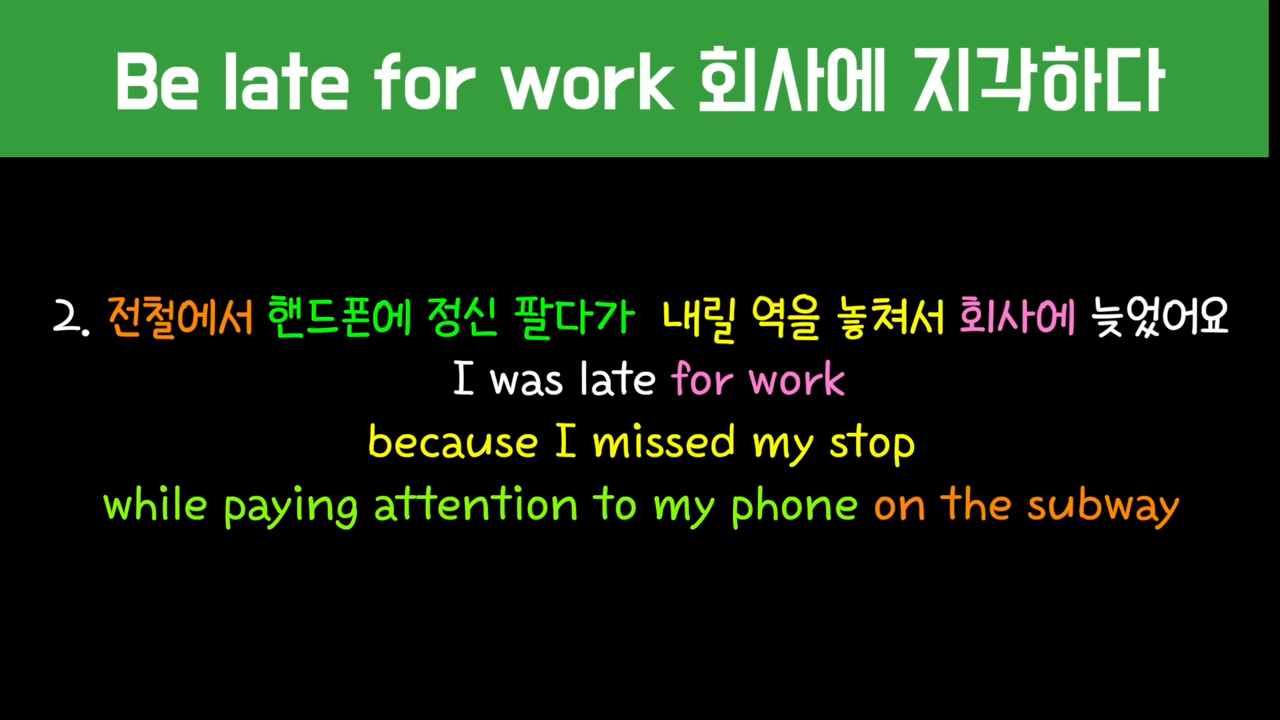 Be late for work 회사에 지각하다
2. 전철에서 핸드폰에 정신 팔다가 내릴 역을 놓쳐서 회사에 늦었어요
I was late for work
because I missed my stop
while paying attention to my phone on the subway